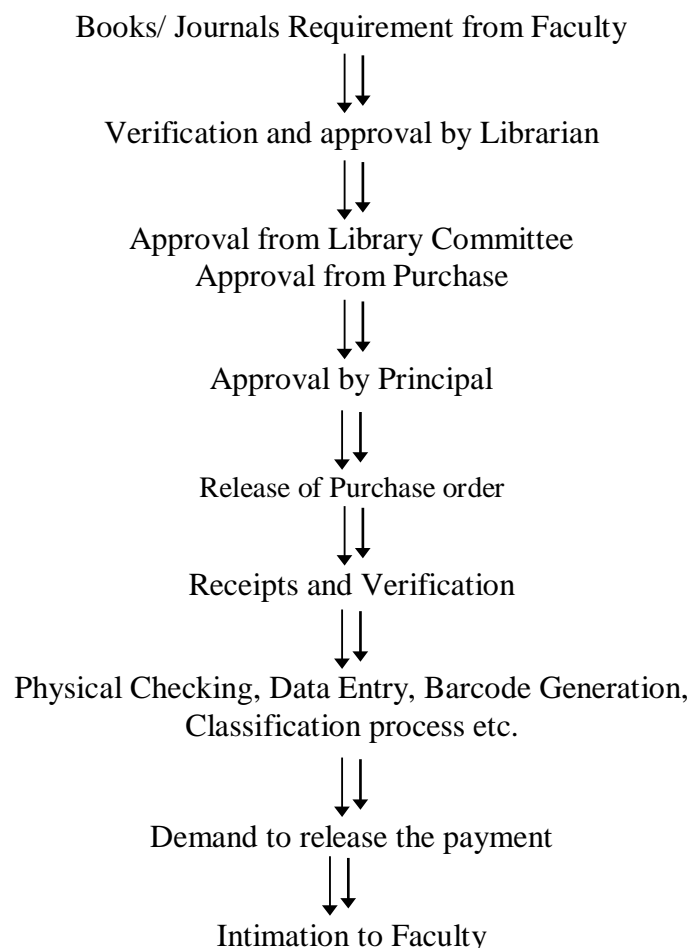 Books/ Journals Requirement from Faculty
Verification and approval by Librarian
Approval from Library Committee
Approval from Purchase
Approval by Principal
Release of Purchase order
Receipts and Verification
Physical Checking, Data Entry, Barcode Generation,
Classification process etc.
Demand to release the payment
Intimation to Faculty